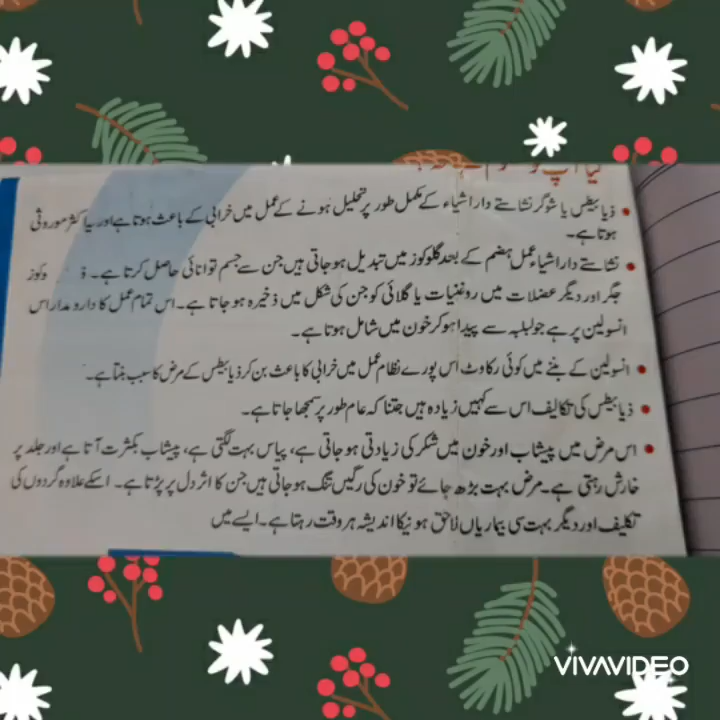 ذیابیطس یا شوگر نشاستے دار اشیاء کے مکمل طور پر تحلیل ہونے کے عمل میں خرابی کے باعث ہوتا ہے اور یہ اکثر موروثی
ہوتا ہے۔
نشاستے دار اشیاء عمل ہضم کے بعد گلوکوز میں تبدیل ہو جاتی ہیں جن سے جسم توانائی حاصل کرتا ہے۔
جگر اور دیگر عضلات میں روغنیات یا گلائی کوجن کی شکل میں ذخیرہ ہو جاتا ہے۔ اس تمام عمل کا دارومدار اس
انسولین پر ہے جو لبلبہ سے پیدا ہو کر خون میں شامل ہوتا ہے۔
انسولین کے بننے میں کوئی رکاوٹ اس پورے نظام عمل میں خرابی کا باعث بن کر ذیابیطس کے مرض کا سبب بنتا ہے۔
ذیابیطس کی تکالیف اس سے کہیں زیادہ ہیں جتنا کہ عام طور پر سمجھا جاتا ہے۔
اس مرض میں پیشاب اور خون میں شکر کی زیادتی ہو جاتی ہے، پیاس بہت لگتی ہے، پیشاب بکثرت آتا ہے اور جلد پر
خارش رہتی ہے۔ مرض بہت بڑھ جائے تو خون کی رگیں تنگ ہو جاتی ہیں جن کا اثر دل پر پڑتا ہے۔ اسکے علاوہ گردوں کی
تکلیف اور دیگر بہت سی بیماریاں لاحق ہونیکا اندیشہ ہر وقت رہتا ہے۔ ایسے میں
VIVAVIDEO